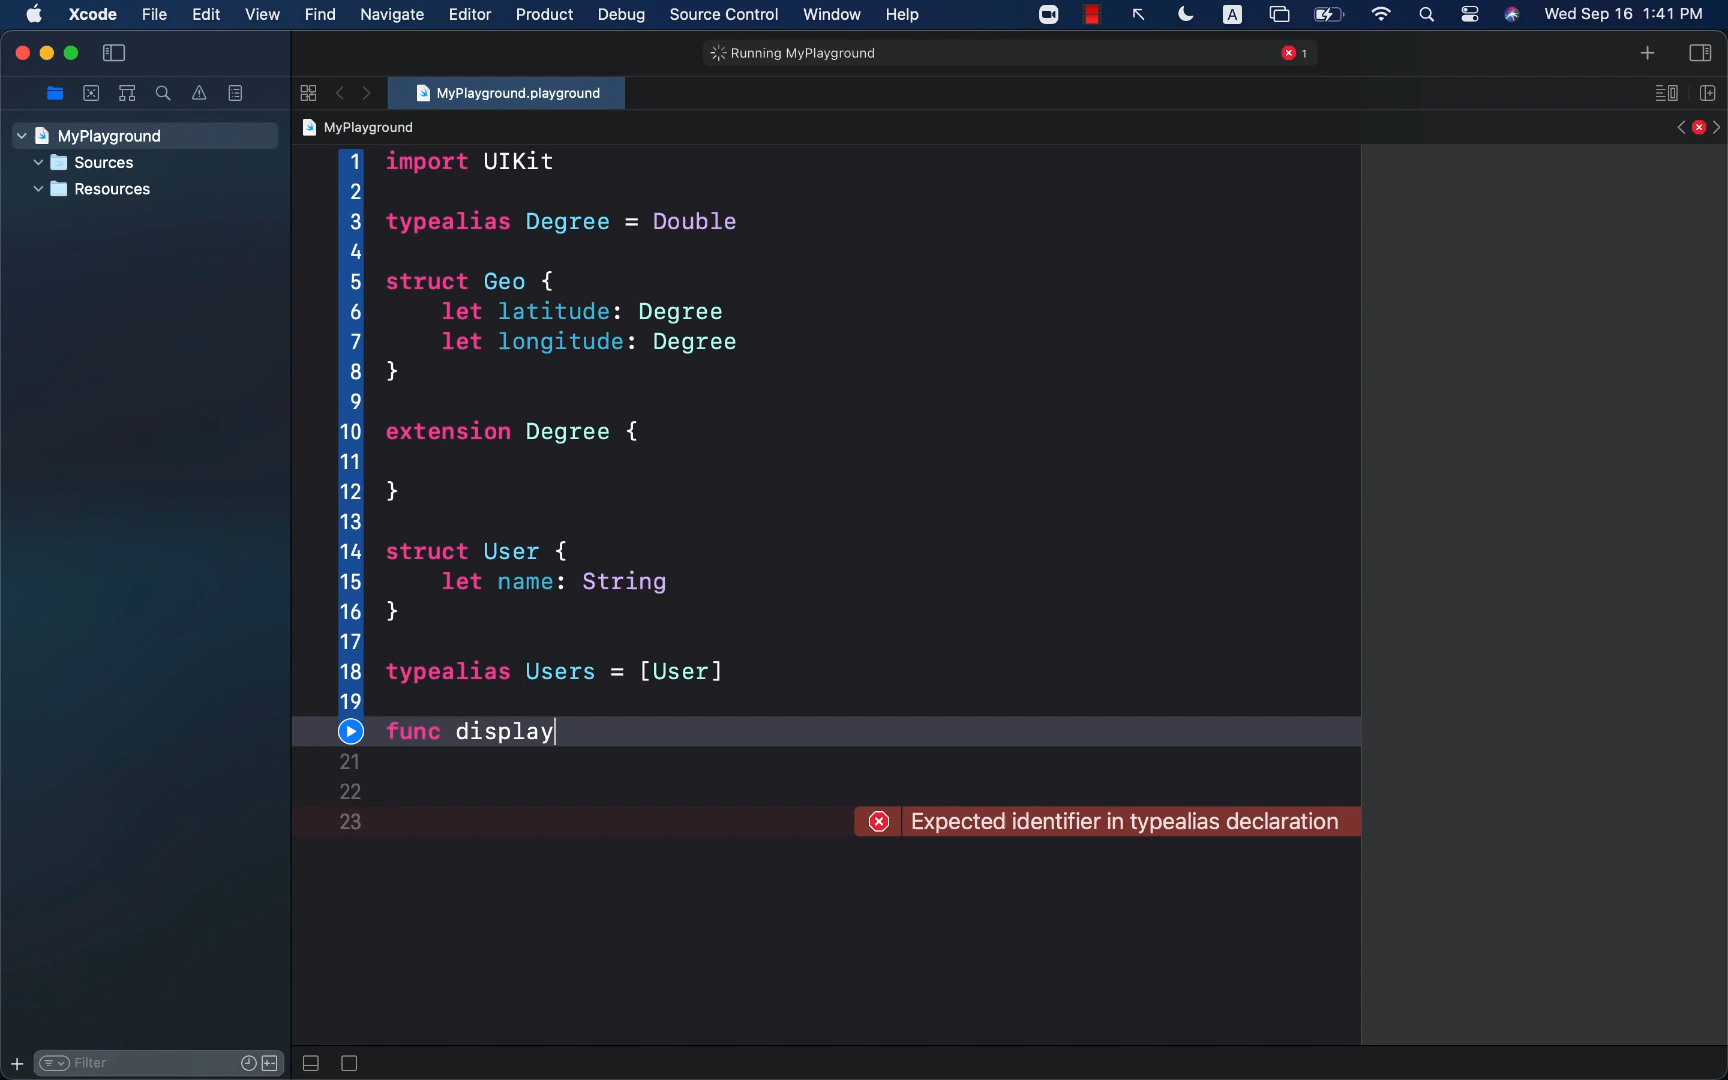 Xcode File Edit View Find Navigate Editor Product Debug Source Control Window Help A Wed Sep 16 1:41 PM
Running MyPlayground 1
MyPlayground.playground
MyPlayground
MyPlayground
Sources
Resources
1 import UIKit
2
3 typealias Degree = Double
4
5 struct Geo {
6 let latitude: Degree
7 let longitude: Degree
8 }
9
10 extension Degree {
11
12 }
13
14 struct User {
15 let name: String
16 }
17
18 typealias Users = [User]
19
func display
21
22
23 Expected identifier in typealias declaration
Filter